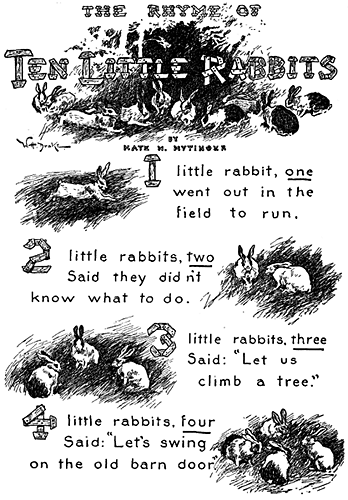 THE RHYME OF
TEN LITTLE RABBITS
BY
KATE N. MYTINGER
1 little rabbit, one
went out in the
field to run.
2 little rabbits, two
Said they didn't
know what to do.
3 little rabbits, three
Said: "Let us
climb a tree."
4 little rabbits, four
Said: "Let's swing
on the old barn door